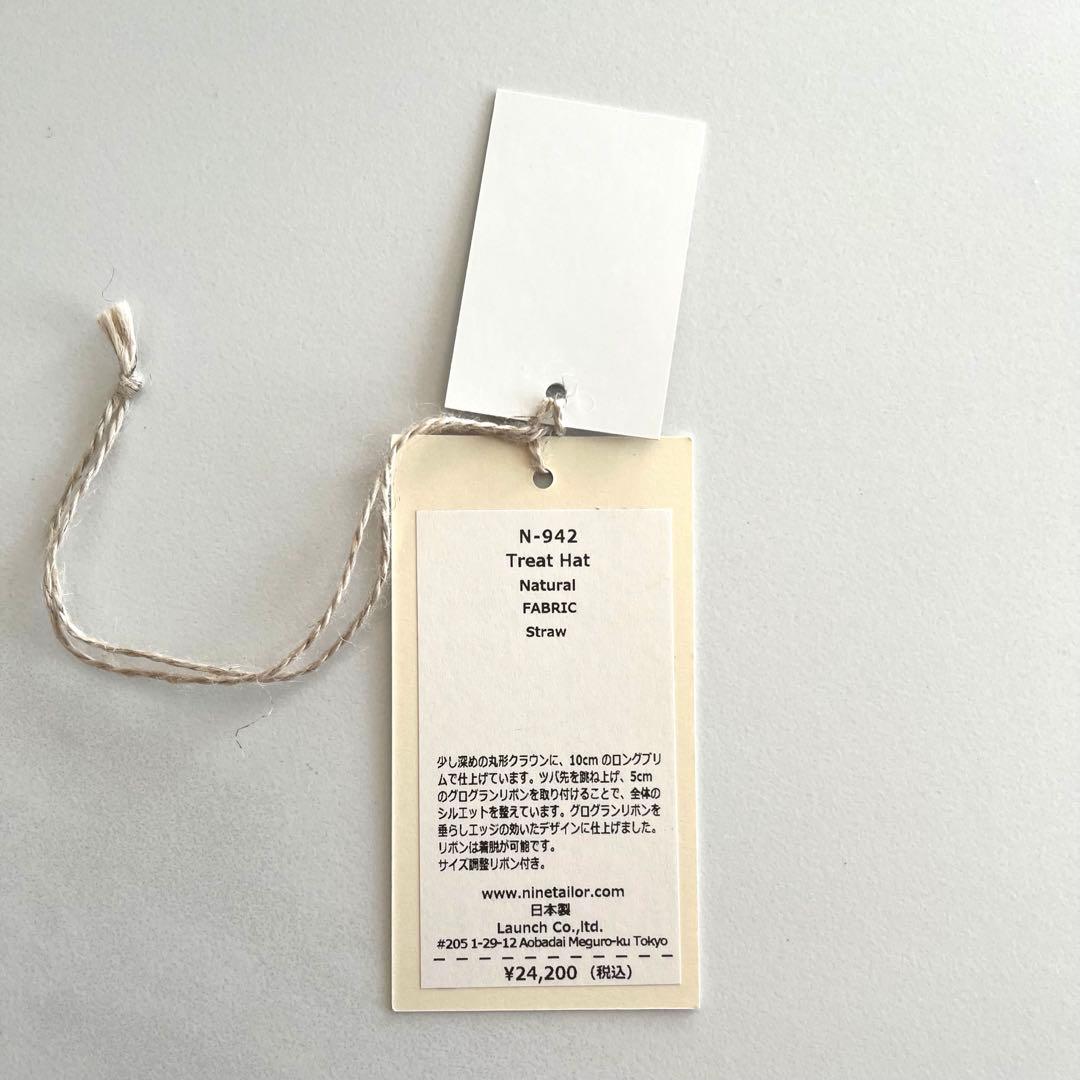 N-942
Treat Hat
Natural
FABRIC
Straw
少し深めの丸形クラウンに、10cm のロングブリ
ムで仕上げています。ツバ先を跳ね上げ、5cm
のグログランリボンを取り付けることで、全体の
シルエットを整えています。グログランリボンを
垂らしエッジの効いたデザインに仕上げました。
リボンは着脱が可能です。
サイズ調整リボン付き。
www.ninetailor.com
日本製
Launch Co.,ltd.
#205 1-29-12 Aobadai Meguro-ku Tokyo
¥24,200（税込）